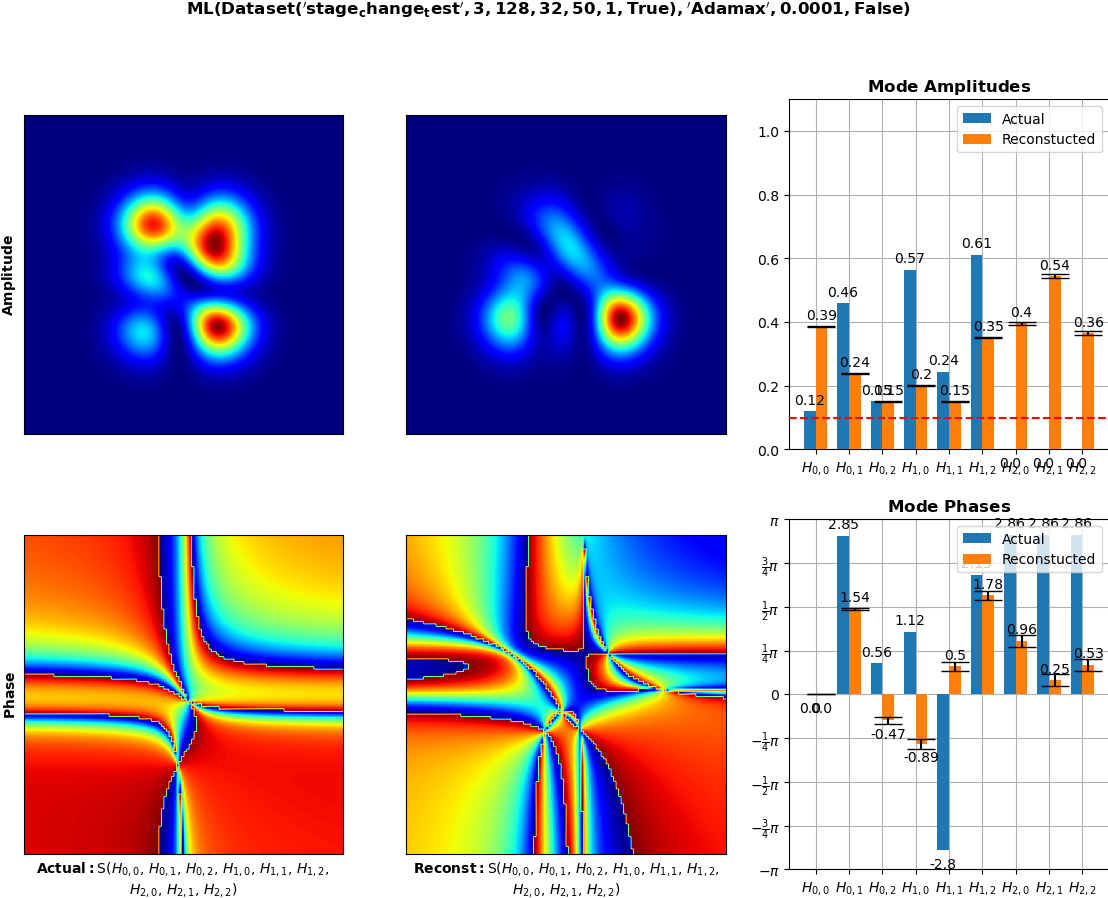 ML(Dataset('stage_change_test', 3, 128, 32, 50, 1, True), 'Adamax', 0.0001, False)
Amplitude
Mode Amplitudes
Actual
Reconstucted
1.0
0.8
0.6
0.4
0.2
0.0
0.12
0.39
0.46
0.24
0.15
0.15
0.57
0.2
0.24
0.15
0.61
0.35
0.0
0.4
0.0
0.54
0.0
0.36
H0,0 H0,1 H0,2 H1,0 H1,1 H1,2 H2,0 H2,1 H2,2
Phase
Mode Phases
Actual
Reconstucted
π
3/4π
1/2π
1/4π
0
−1/4π
−1/2π
−3/4π
−π
0.0
0.0
2.85
1.54
0.56
-0.47
1.12
-0.89
-2.8
0.5
1.78
2.86
0.96
2.86
0.25
2.86
0.53
H0,0 H0,1 H0,2 H1,0 H1,1 H1,2 H2,0 H2,1 H2,2
Actual: S(H0,0, H0,1, H0,2, H1,0, H1,1, H1,2,
H2,0, H2,1, H2,2)
Reconst: S(H0,0, H0,1, H0,2, H1,0, H1,1, H1,2,
H2,0, H2,1, H2,2)